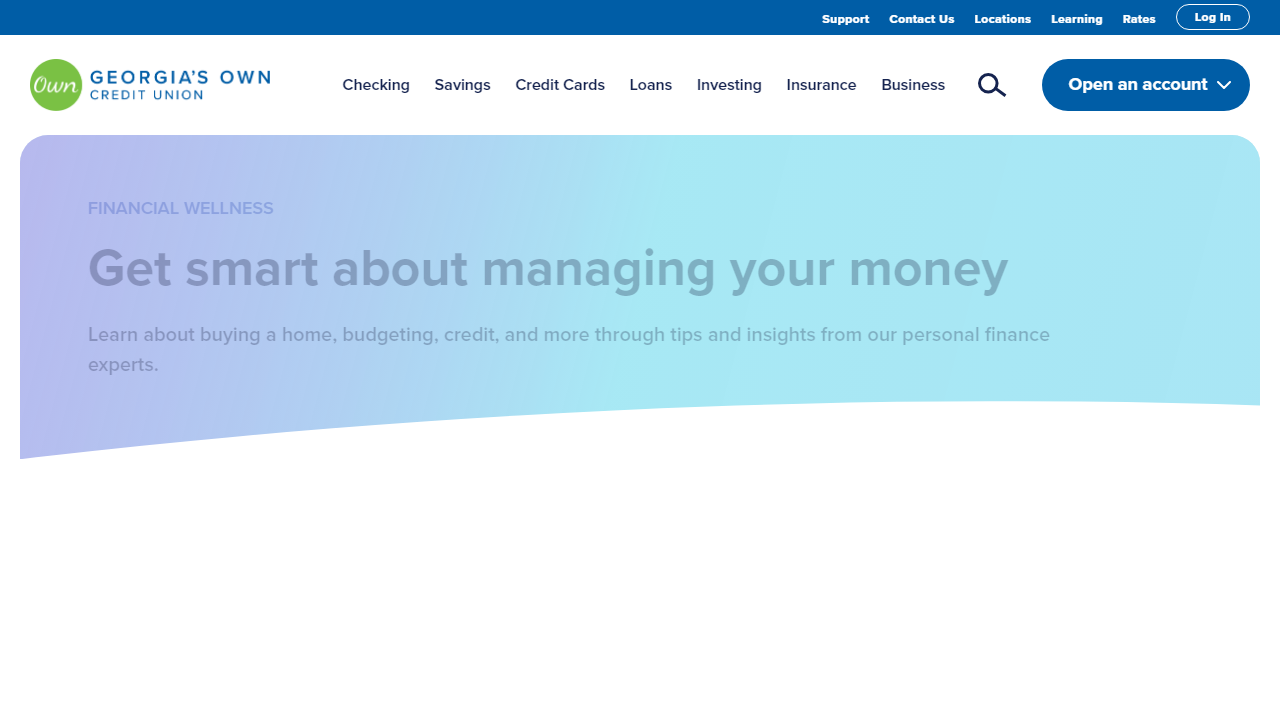 Support Contact Us Locations Learning Rates Log In
Own GEORGIA'S OWN
CREDIT UNION
Checking Savings Credit Cards Loans Investing Insurance Business Open an account
FINANCIAL WELLNESS
Get smart about managing your money
Learn about buying a home, budgeting, credit, and more through tips and insights from our personal finance
experts.